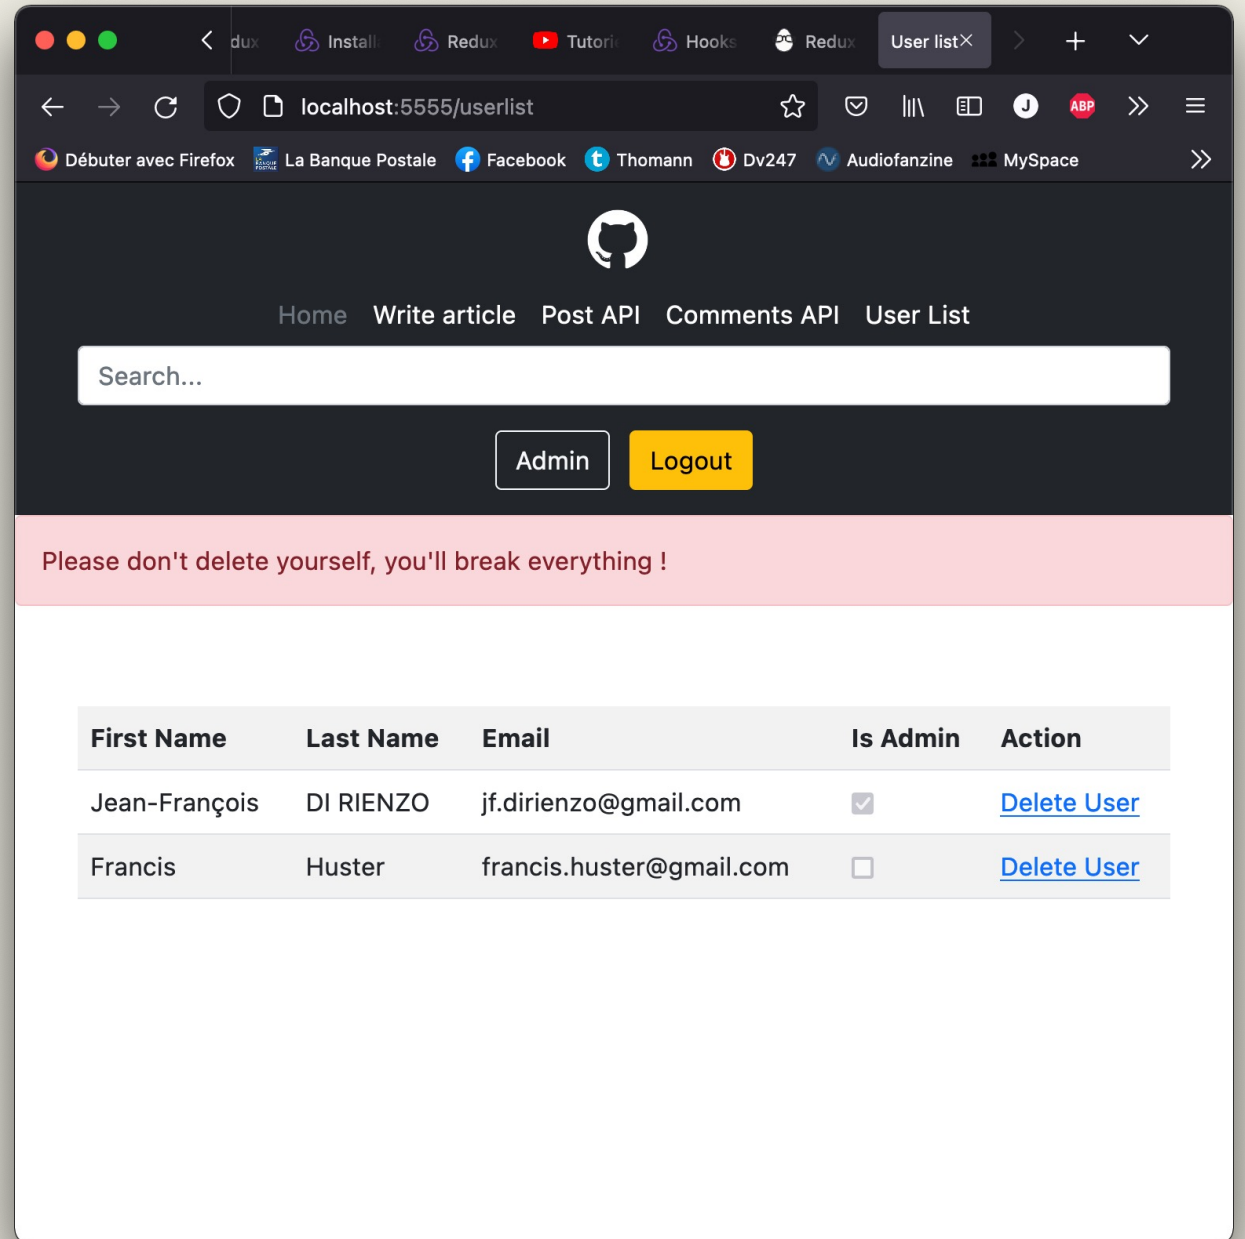 dux Install Redux Tutori Hooks Redux User list
localhost:5555/userlist J ABP
Débuter avec Firefox La Banque Postale Facebook Thomann Dv247 Audiofanzine MySpace
Home Write article Post API Comments API User List
Search...
Admin Logout
Please don't delete yourself, you'll break everything !
First Name Last Name Email Is Admin Action
Jean-François DI RIENZO jf.dirienzo@gmail.com Delete User
Francis Huster francis.huster@gmail.com Delete User